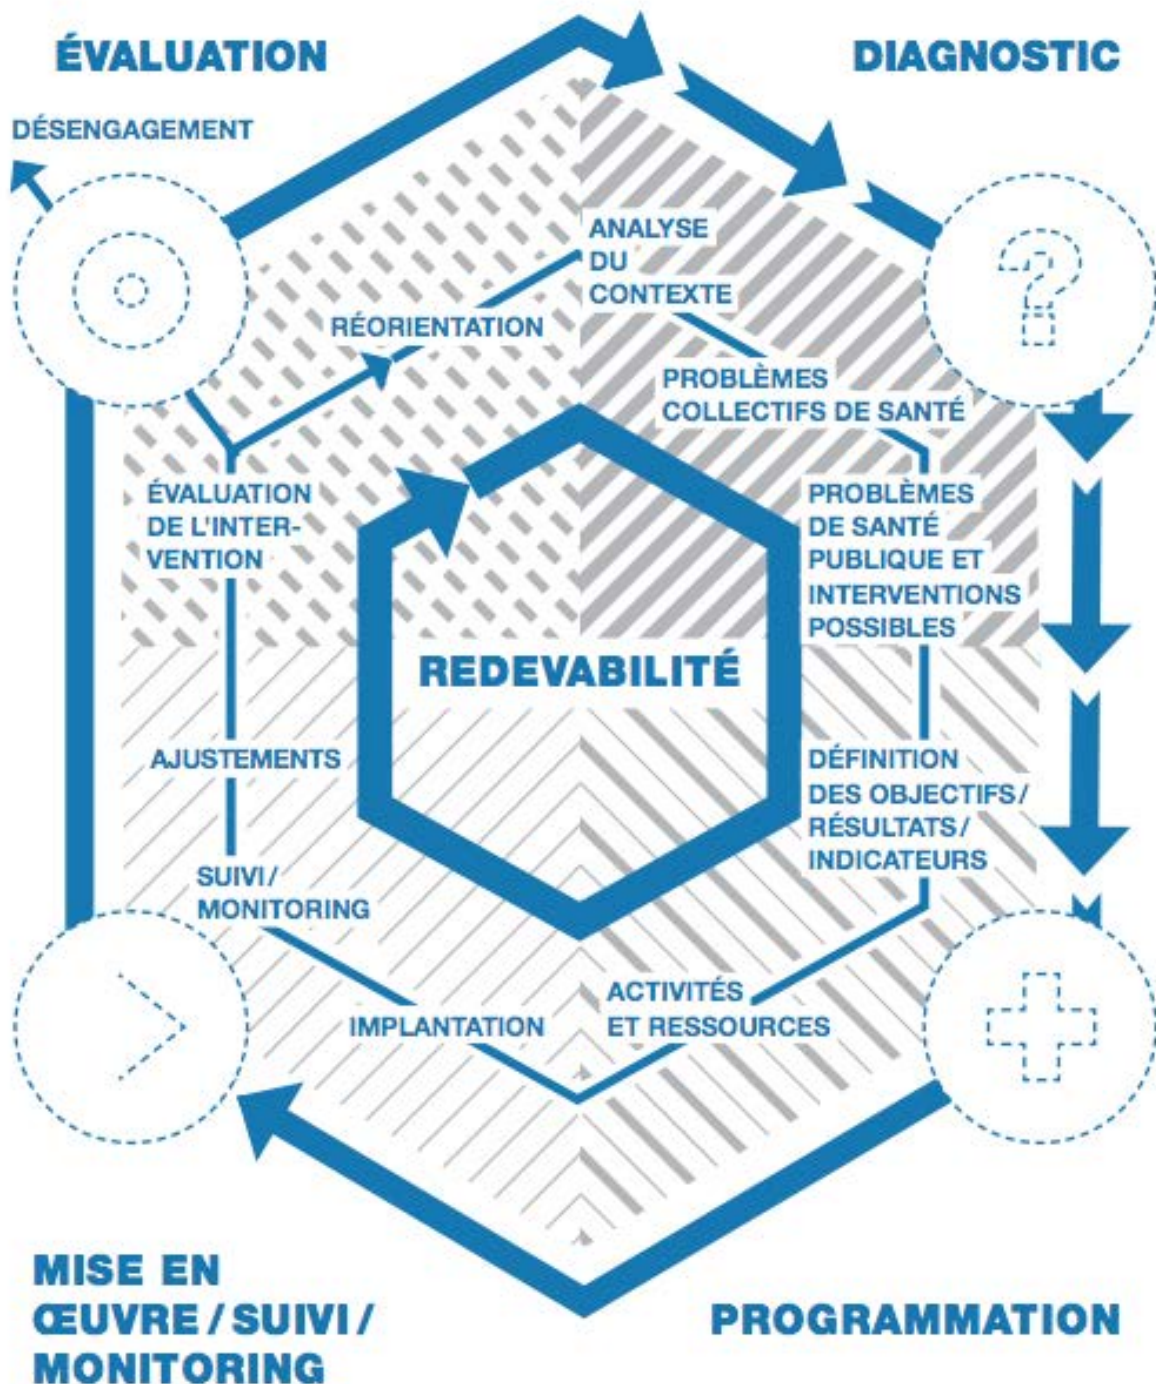 ÉVALUATION
DIAGNOSTIC
DÉSENGAGEMENT
ANALYSE
DU
CONTEXTE
RÉORIENTATION
PROBLÈMES
COLLECTIFS DE SANTÉ
ÉVALUATION
DE L'INTER-
VENTION
PROBLÈMES
DE SANTÉ
PUBLIQUE ET
INTERVENTIONS
POSSIBLES
REDEVABILITÉ
AJUSTEMENTS
DÉFINITION
DES OBJECTIFS/
RÉSULTATS/
INDICATEURS
SUIVI/
MONITORING
ACTIVITÉS
ET RESSOURCES
IMPLANTATION
MISE EN
ŒUVRE / SUIVI /
MONITORING
PROGRAMMATION